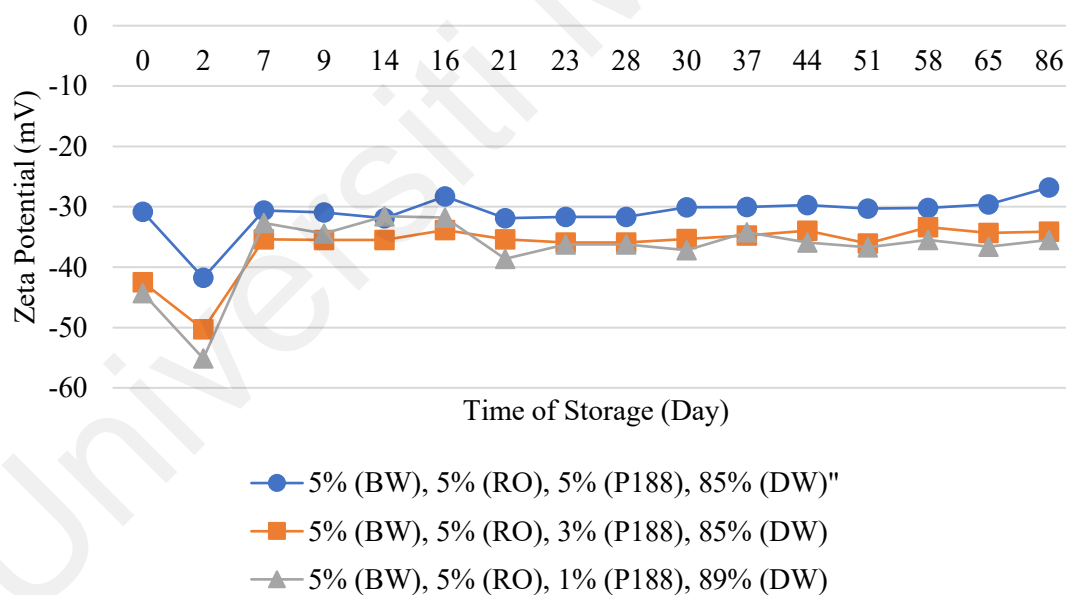 0
0 2 7 9 14 16 21 23 28 30 37 44 51 58 65 86
-10
-20
-30
-40
-50
-60
Zeta Potential (mV)
Time of Storage (Day)
5% (BW), 5% (RO), 5% (P188), 85% (DW)"
5% (BW), 5% (RO), 3% (P188), 85% (DW)
5% (BW), 5% (RO), 1% (P188), 89% (DW)
Universiti